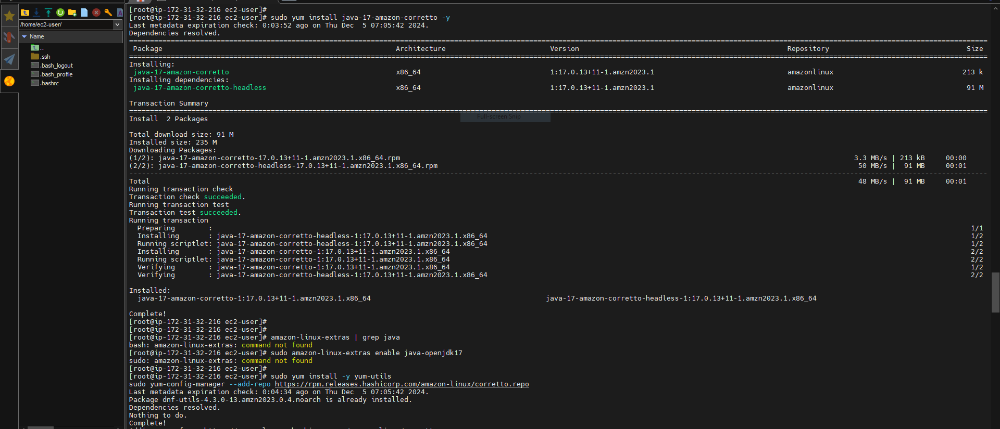 /home/ec2-user/
Name
..
.ssh
.bash_logout
.bash_profile
.bashrc
[root@ip-172-31-32-216 ec2-user]#
[root@ip-172-31-32-216 ec2-user]# sudo yum install java-17-amazon-corretto -y
Last metadata expiration check: 0:03:52 ago on Thu Dec  5 07:05:42 2024.
Dependencies resolved.
Package Architecture Version Repository Size
Installing:
java-17-amazon-corretto x86_64 1:17.0.13+11-1.amzn2023.1 amazonlinux 213 k
Installing dependencies:
java-17-amazon-corretto-headless x86_64 1:17.0.13+11-1.amzn2023.1 amazonlinux 91 M
Transaction Summary
Full-screen Snip
Install  2 Packages
Total download size: 91 M
Installed size: 235 M
Downloading Packages:
(1/2): java-17-amazon-corretto-17.0.13+11-1.amzn2023.1.x86_64.rpm 3.3 MB/s | 213 kB 00:00
(2/2): java-17-amazon-corretto-headless-17.0.13+11-1.amzn2023.1.x86_64.rpm 50 MB/s | 91 MB 00:01
Total 48 MB/s | 91 MB 00:01
Running transaction check
Transaction check succeeded.
Running transaction test
Transaction test succeeded.
Running transaction
Preparing : 1/1
Installing : java-17-amazon-corretto-headless-1:17.0.13+11-1.amzn2023.1.x86_64 1/2
Running scriptlet: java-17-amazon-corretto-headless-1:17.0.13+11-1.amzn2023.1.x86_64 1/2
Installing : java-17-amazon-corretto-1:17.0.13+11-1.amzn2023.1.x86_64 2/2
Running scriptlet: java-17-amazon-corretto-1:17.0.13+11-1.amzn2023.1.x86_64 2/2
Verifying : java-17-amazon-corretto-1:17.0.13+11-1.amzn2023.1.x86_64 1/2
Verifying : java-17-amazon-corretto-headless-1:17.0.13+11-1.amzn2023.1.x86_64 2/2
Installed:
java-17-amazon-corretto-1:17.0.13+11-1.amzn2023.1.x86_64 java-17-amazon-corretto-headless-1:17.0.13+11-1.amzn2023.1.x86_64
Complete!
[root@ip-172-31-32-216 ec2-user]#
[root@ip-172-31-32-216 ec2-user]#
[root@ip-172-31-32-216 ec2-user]# amazon-linux-extras | grep java
bash: amazon-linux-extras: command not found
[root@ip-172-31-32-216 ec2-user]# sudo amazon-linux-extras enable java-openjdk17
sudo: amazon-linux-extras: command not found
[root@ip-172-31-32-216 ec2-user]#
[root@ip-172-31-32-216 ec2-user]# sudo yum install -y yum-utils
sudo yum-config-manager --add-repo https://rpm.releases.hashicorp.com/amazon-linux/corretto.repo
Last metadata expiration check: 0:04:34 ago on Thu Dec  5 07:05:42 2024.
Package dnf-utils-4.3.0-13.amzn2023.0.4.noarch is already installed.
Dependencies resolved.
Nothing to do.
Complete!